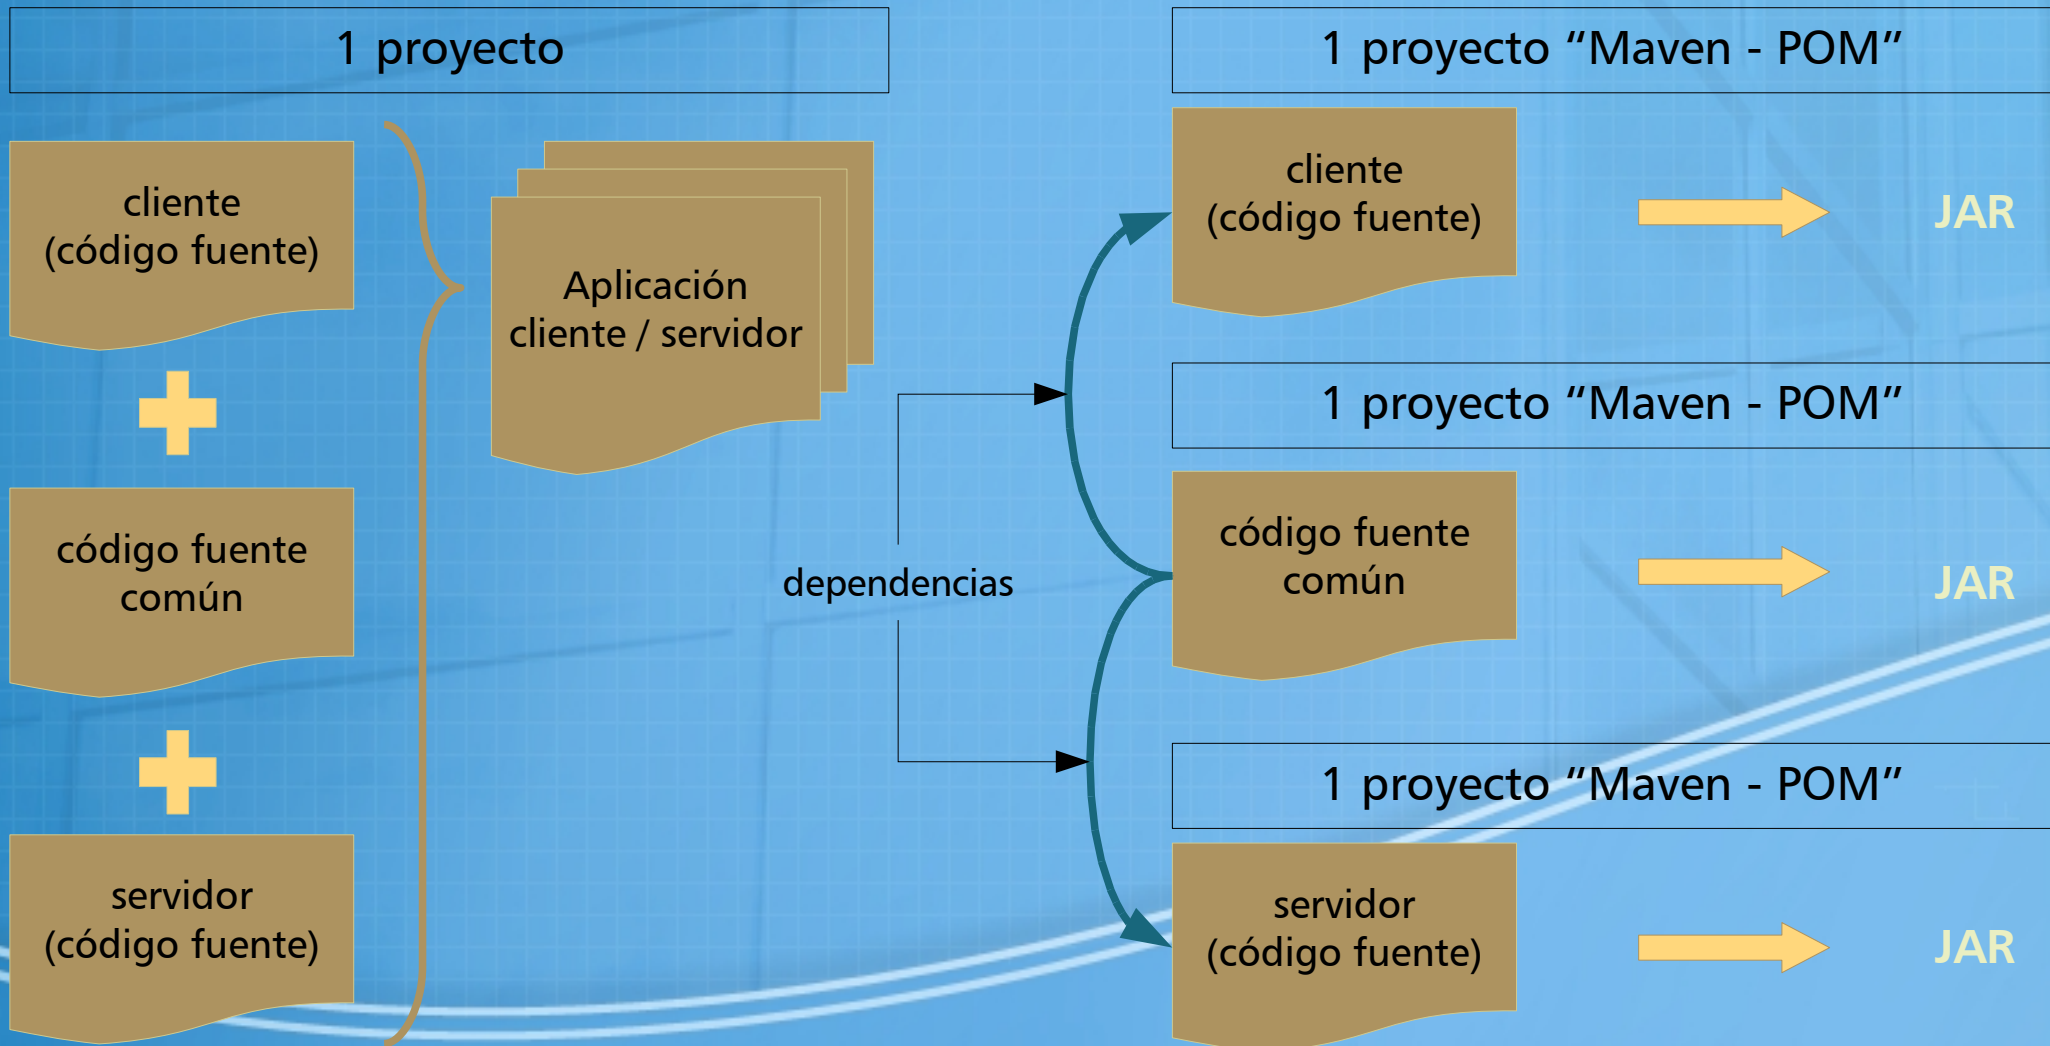 1 proyecto
cliente
(código fuente)
código fuente
común
servidor
(código fuente)
Aplicación
cliente / servidor
dependencias
1 proyecto “Maven - POM”
cliente
(código fuente)
JAR
1 proyecto “Maven - POM”
código fuente
común
JAR
1 proyecto “Maven - POM”
servidor
(código fuente)
JAR